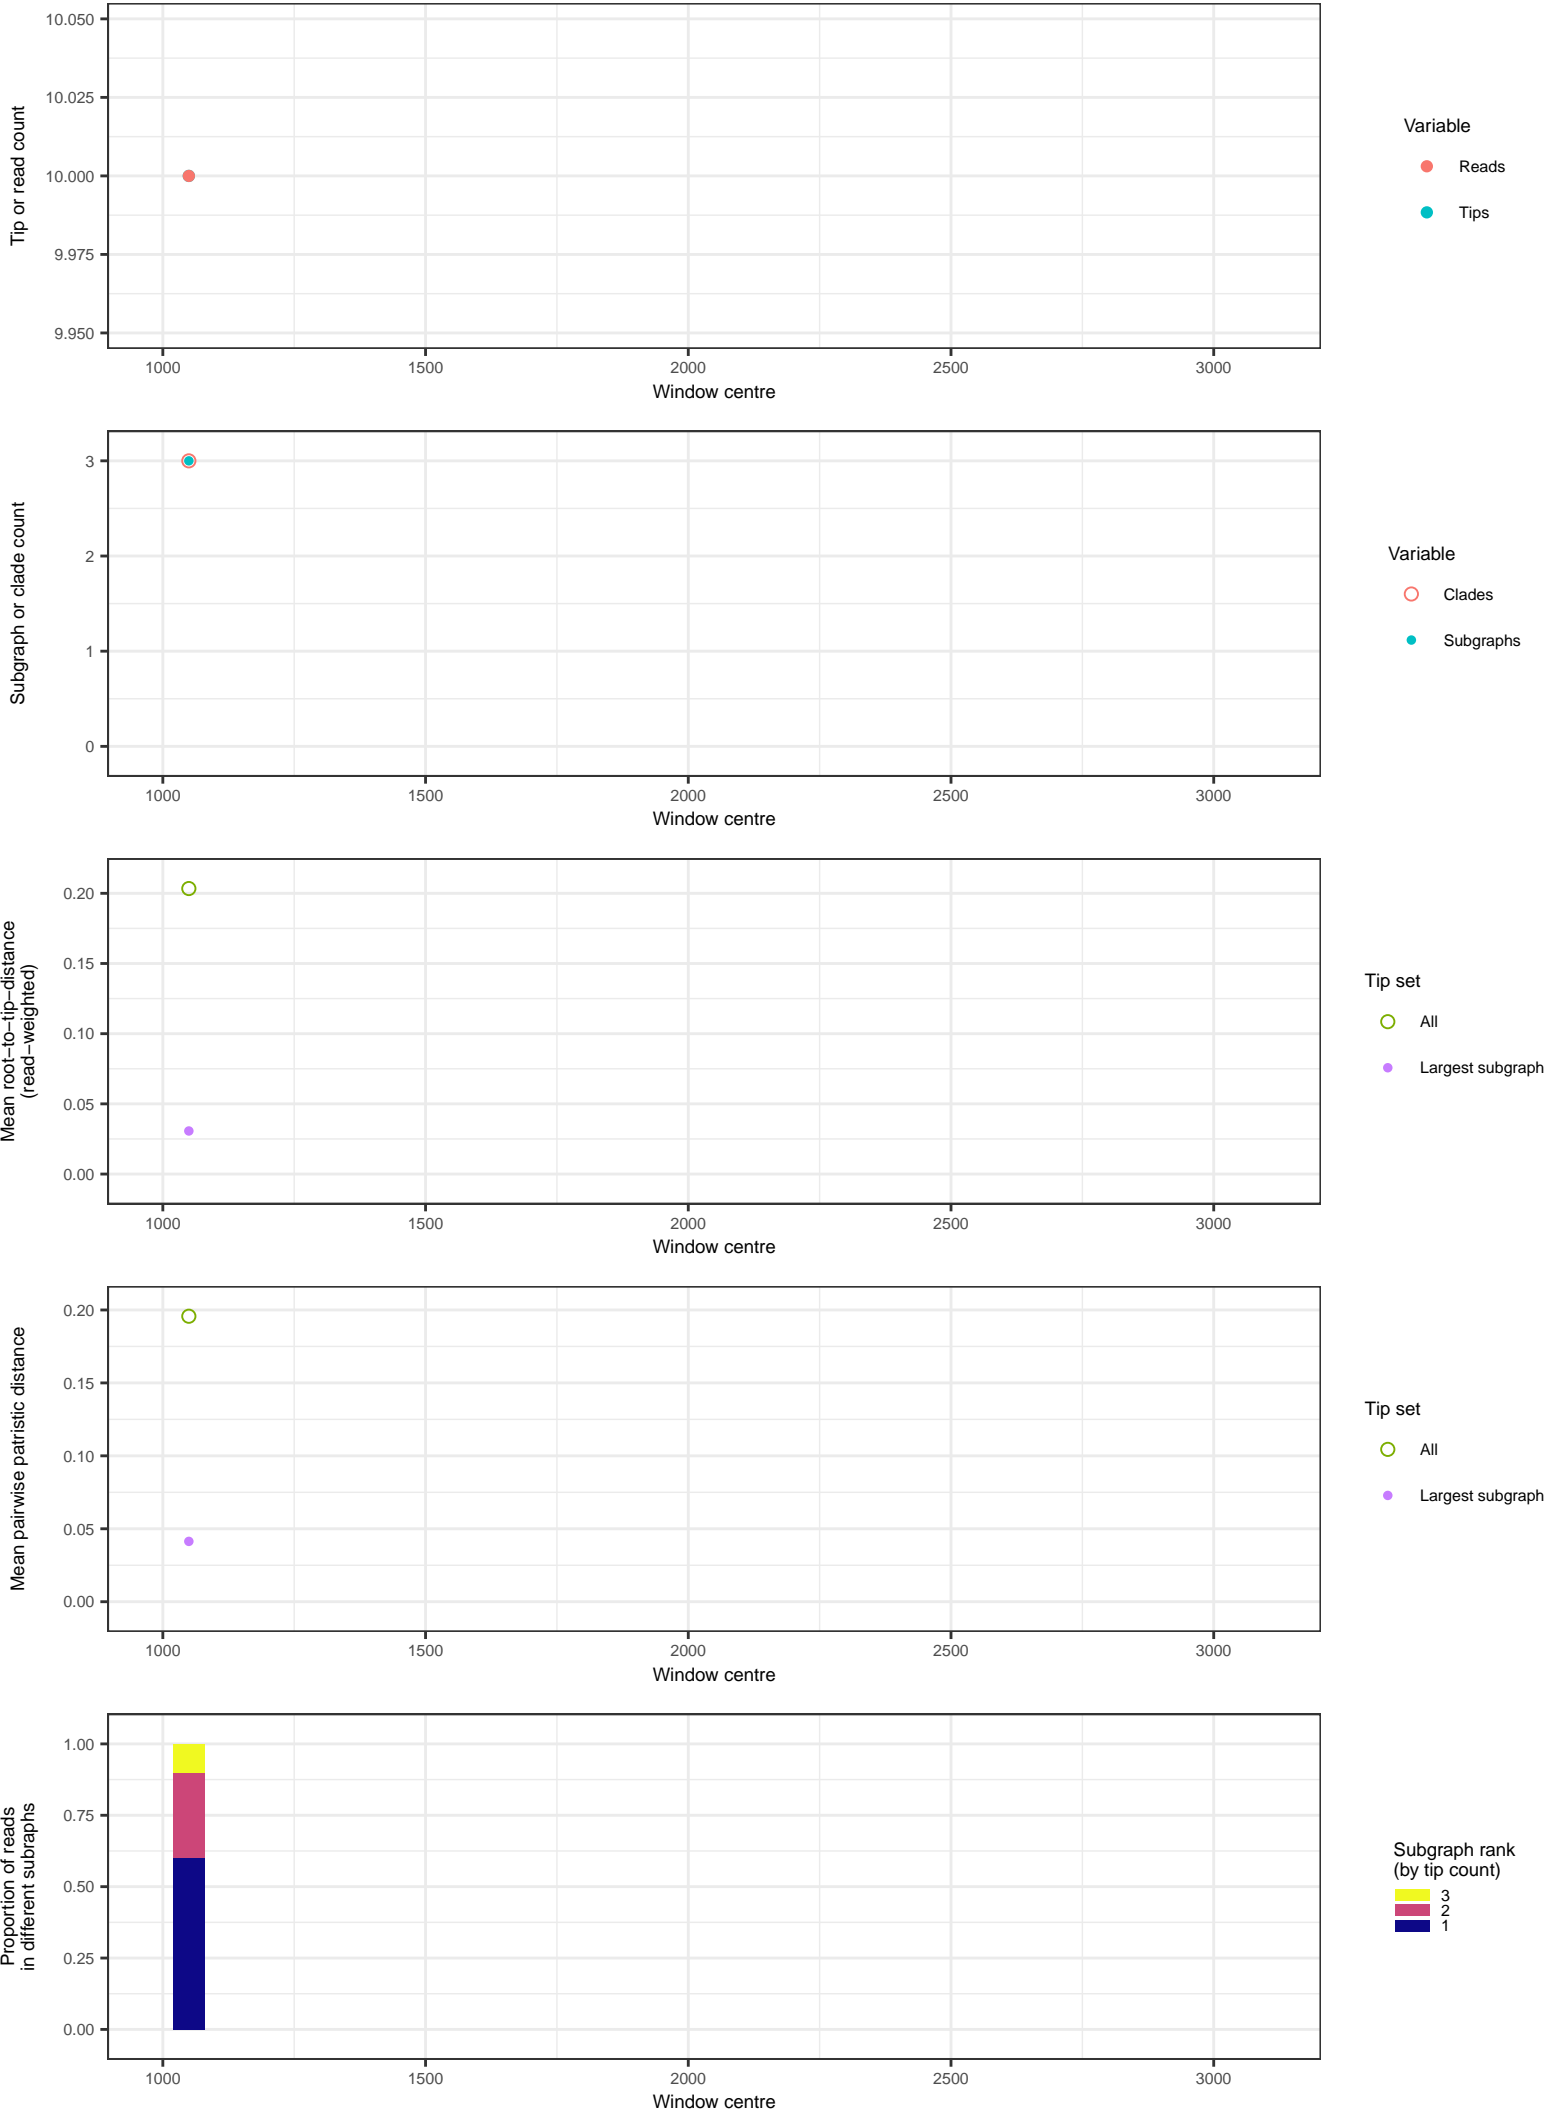 10.050
10.025
10.000
9.975
9.950
Tip or read count
1000 1500 2000 2500 3000
Window centre
Variable
Reads
Tips
3
2
1
0
Subgraph or clade count
1000 1500 2000 2500 3000
Window centre
Variable
Clades
Subgraphs
0.20
0.15
0.10
0.05
0.00
Mean root−to−tip−distance
(read−weighted)
1000 1500 2000 2500 3000
Window centre
Tip set
All
Largest subgraph
0.20
0.15
0.10
0.05
0.00
Mean pairwise patristic distance
1000 1500 2000 2500 3000
Window centre
Tip set
All
Largest subgraph
1.00
0.75
0.50
0.25
0.00
Proportion of reads
in different subraphs
1000 1500 2000 2500 3000
Window centre
Subgraph rank
(by tip count)
3
2
1